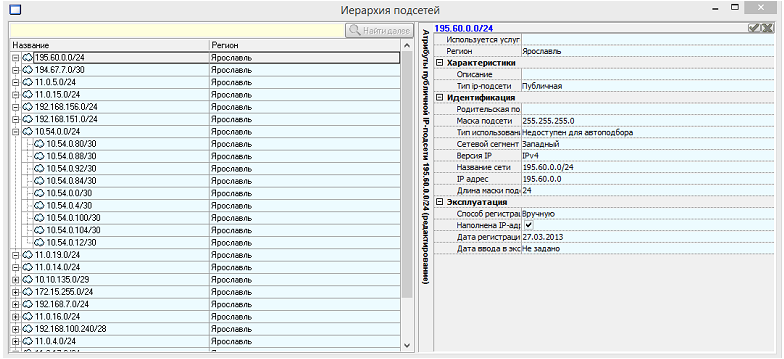 Иерархия подсетей
Найти далее
Название Регион
195.60.0.0/24 Ярославль
194.67.7.0/30 Ярославль
11.0.5.0/24 Ярославль
11.0.15.0/24 Ярославль
192.168.156.0/24 Ярославль
192.168.151.0/24 Ярославль
10.54.0.0/24 Ярославль
10.54.0.80/30 Ярославль
10.54.0.88/30 Ярославль
10.54.0.92/30 Ярославль
10.54.0.84/30 Ярославль
10.54.0.0/30 Ярославль
10.54.0.4/30 Ярославль
10.54.0.100/30 Ярославль
10.54.0.104/30 Ярославль
10.54.0.12/30 Ярославль
11.0.19.0/24 Ярославль
11.0.14.0/24 Ярославль
10.10.135.0/29 Ярославль
172.15.255.0/24 Ярославль
192.168.7.0/24 Ярославль
11.0.16.0/24 Ярославль
192.168.100.240/28 Ярославль
11.0.4.0/24 Ярославль
Атрибуты публичной IP-подсети 195.60.0.0/24 (редактирование)
195.60.0.0/24
Используется услуг
Регион Ярославль
Характеристики
Описание
Тип ip-подсети Публичная
Идентификация
Родительская по
Маска подсети 255.255.255.0
Тип использован Недоступен для автоподбора
Сетевой сегмент Западный
Версия IP IPv4
Название сети 195.60.0.0/24
IP адрес 195.60.0.0
Длина маски под 24
Эксплуатация
Способ регистрац Вручную
Наполнена IP-адр
Дата регистраци 27.03.2013
Дата ввода в экс Не задано